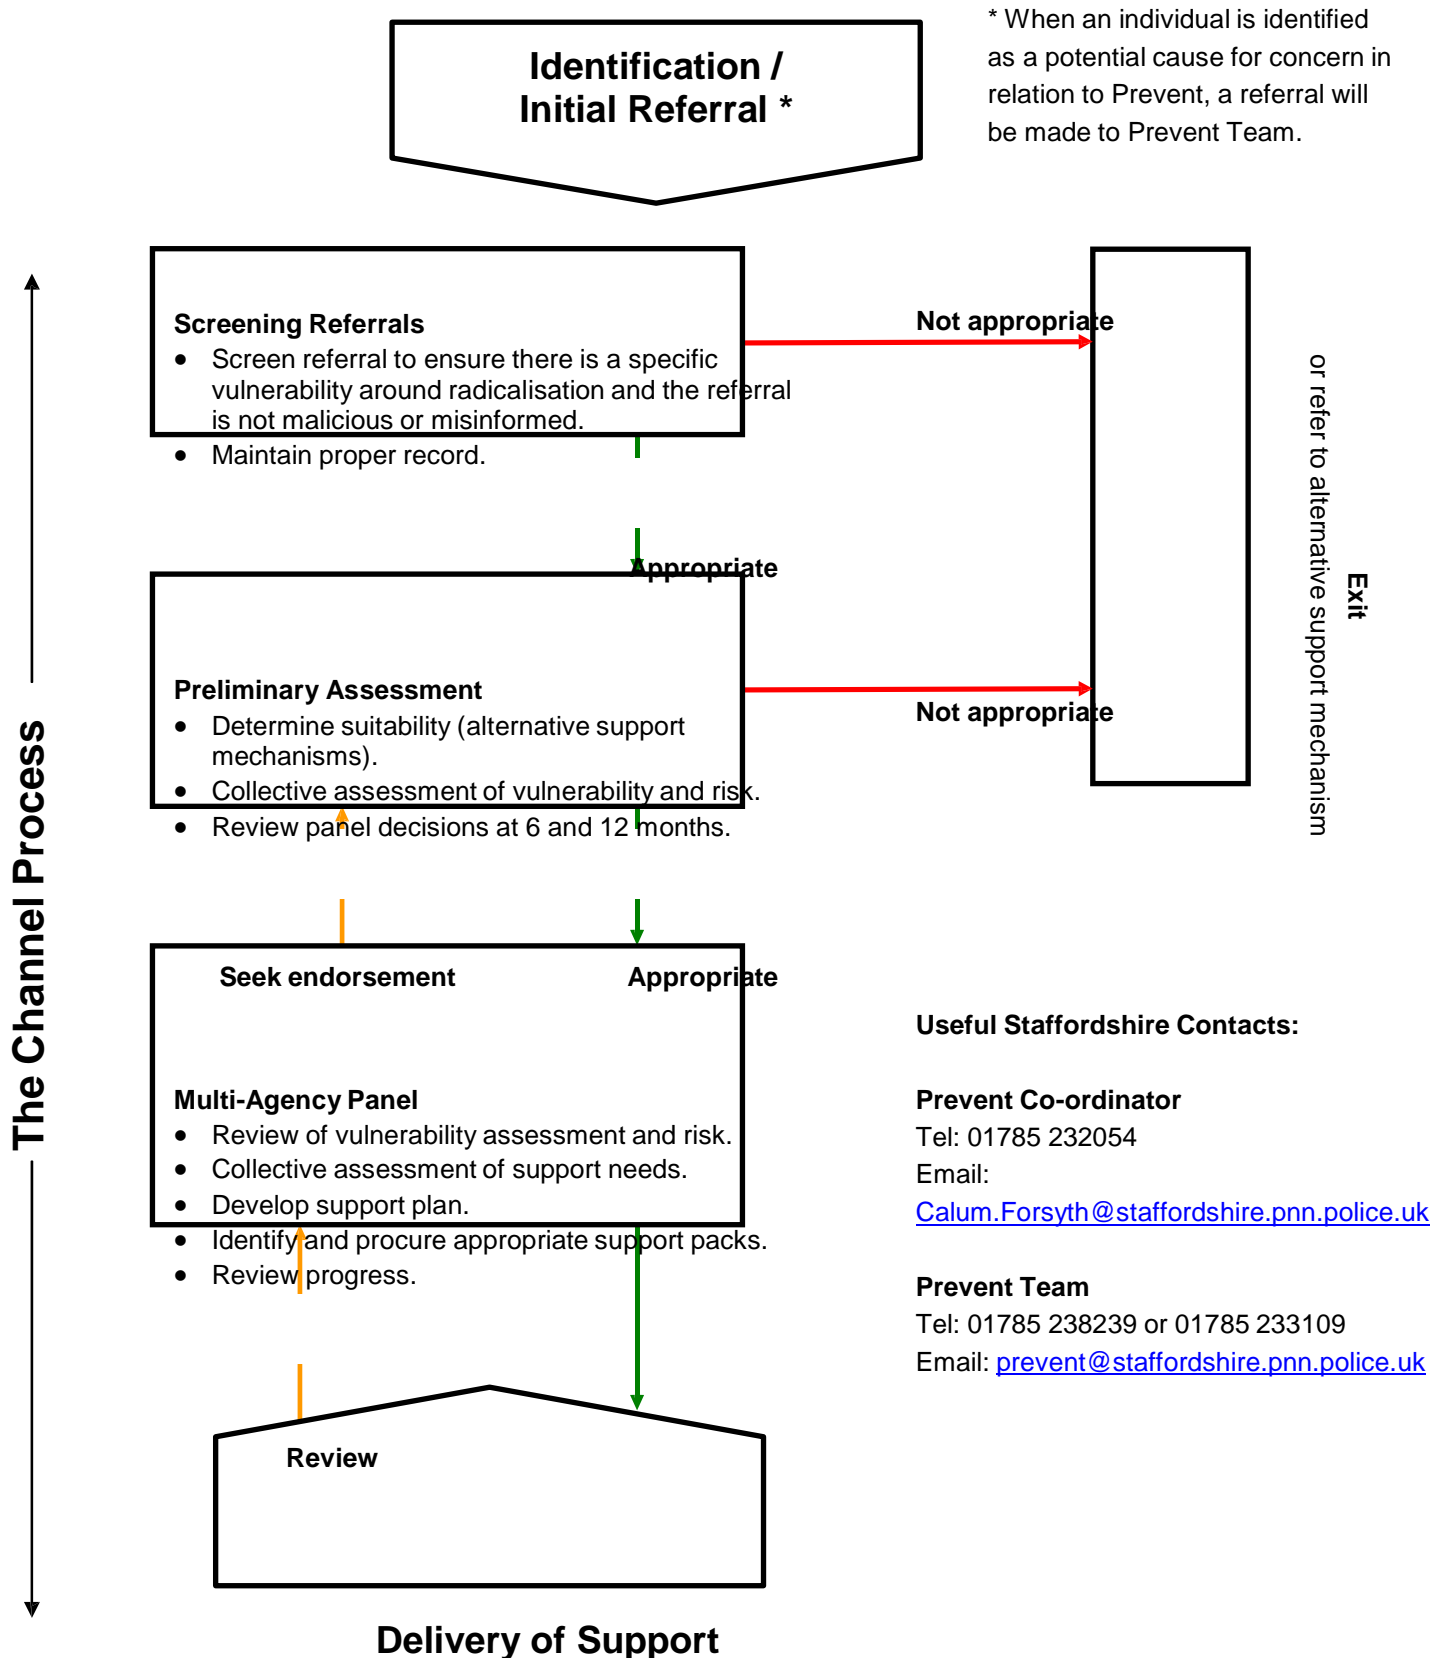 Identification /
Initial Referral *
* When an individual is identified
as a potential cause for concern in
relation to Prevent, a referral will
be made to Prevent Team.
The Channel Process
Screening Referrals
• Screen referral to ensure there is a specific
vulnerability around radicalisation and the referral
is not malicious or misinformed.
• Maintain proper record.
Not appropriate
Appropriate
Exit
or refer to alternative support mechanism
Preliminary Assessment
• Determine suitability (alternative support
mechanisms).
• Collective assessment of vulnerability and risk.
• Review panel decisions at 6 and 12 months.
Not appropriate
Seek endorsement
Appropriate
Multi-Agency Panel
• Review of vulnerability assessment and risk.
• Collective assessment of support needs.
• Develop support plan.
• Identify and procure appropriate support packs.
• Review progress.
Useful Staffordshire Contacts:
Prevent Co-ordinator
Tel: 01785 232054
Email:
Calum.Forsyth@staffordshire.pnn.police.uk
Prevent Team
Tel: 01785 238239 or 01785 233109
Email: prevent@staffordshire.pnn.police.uk
Review
Delivery of Support